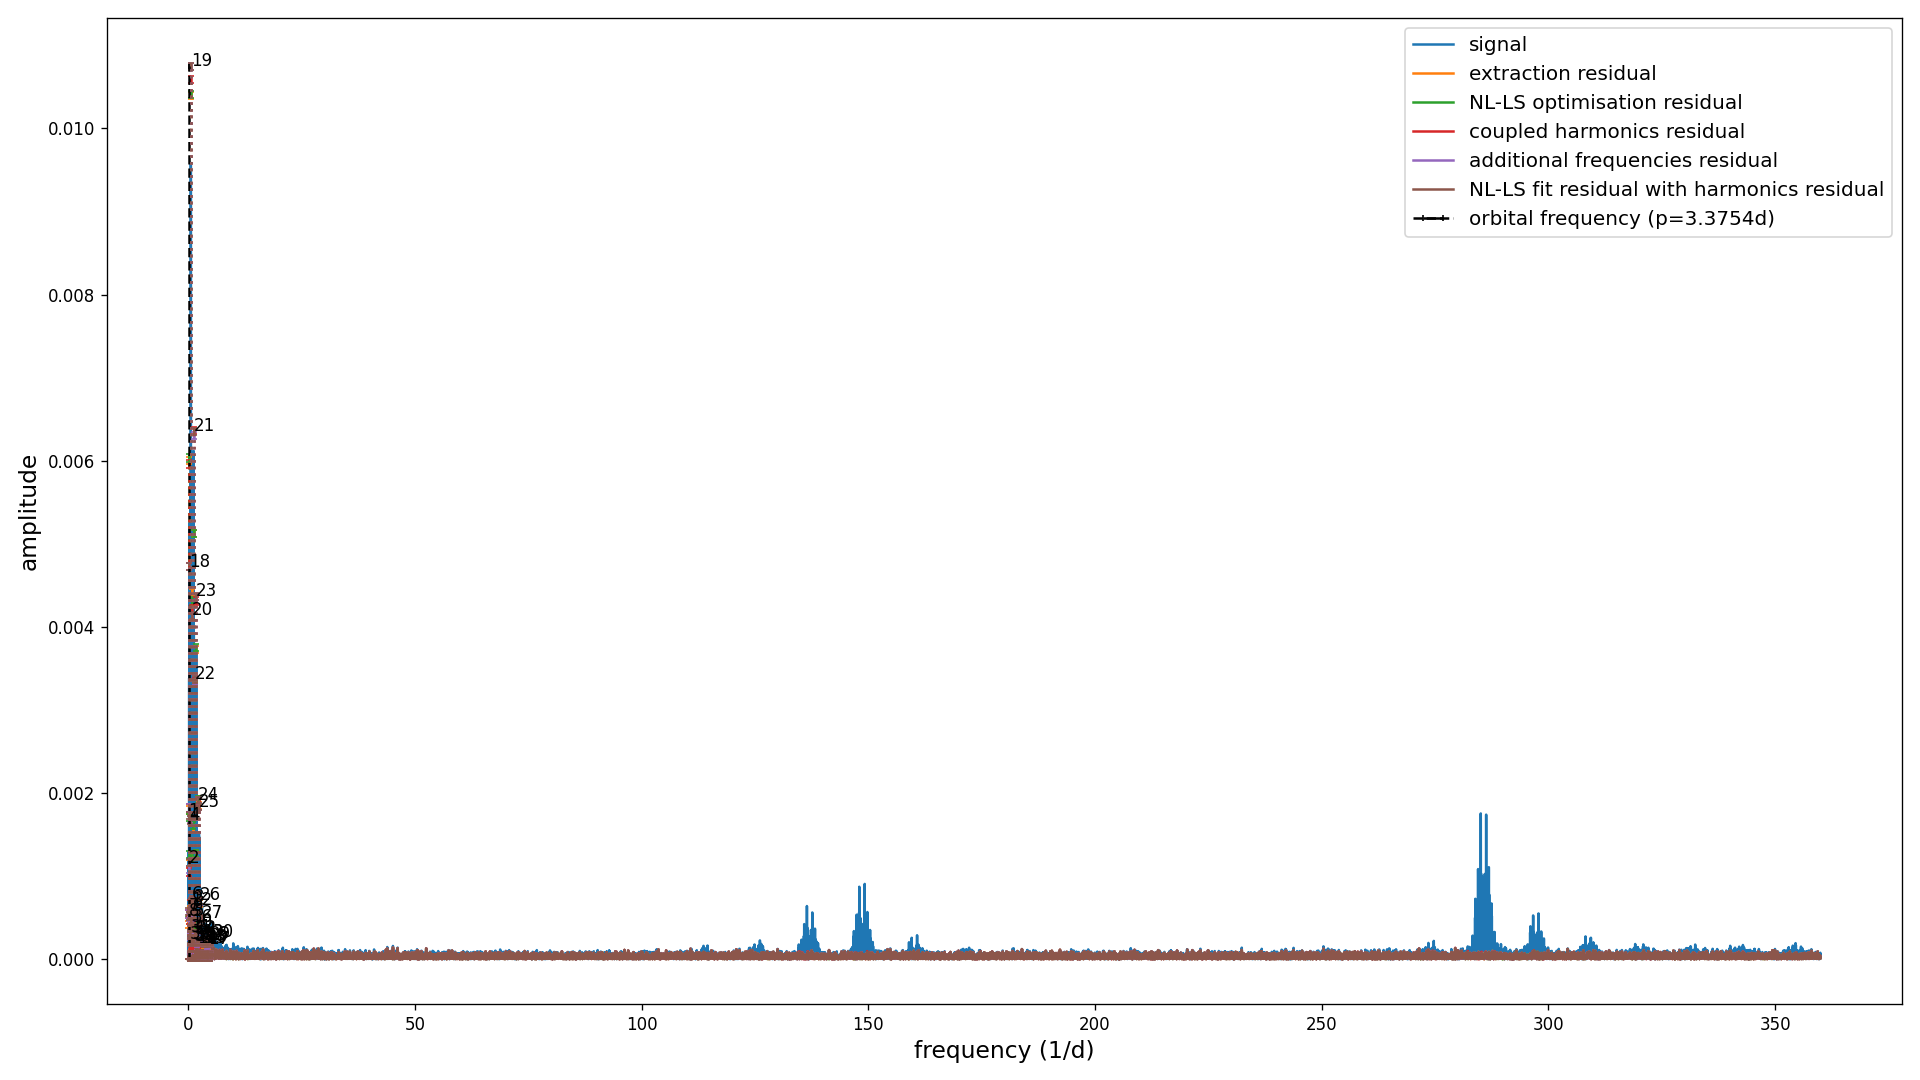 signal
extraction residual
NL-LS optimisation residual
coupled harmonics residual
additional frequencies residual
NL-LS fit residual with harmonics residual
orbital frequency (p=3.3754d)
amplitude
0.010
0.008
0.006
0.004
0.002
0.000
19
21
18
23
20
22
24
25
4
2
26
27
0
50
100
150
200
250
300
350
frequency (1/d)